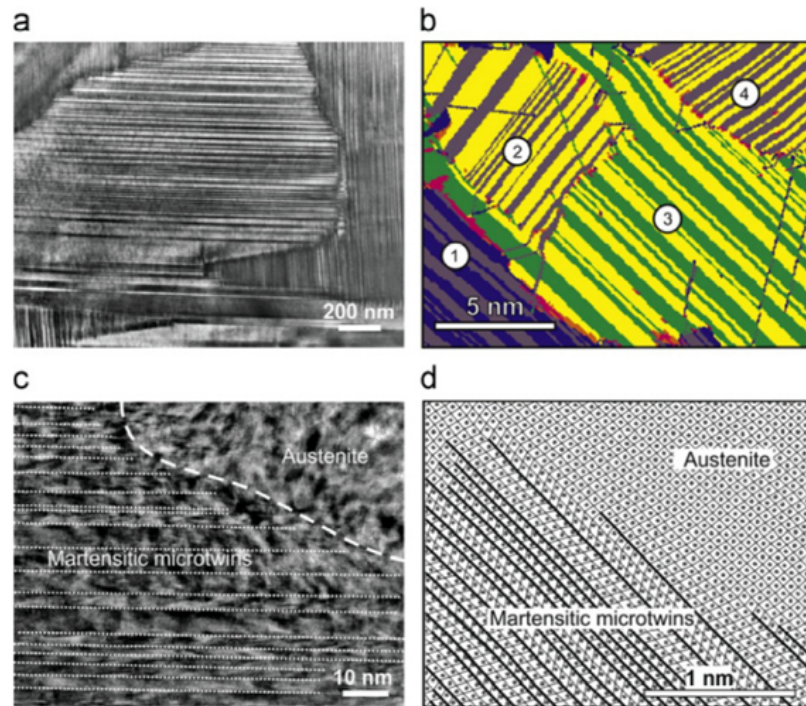 a
b
200 nm
1
2
3
4
5 nm
c
d
Austenite
Martensitic microtwins
10 nm
Austenite
Martensitic microtwins
1 nm